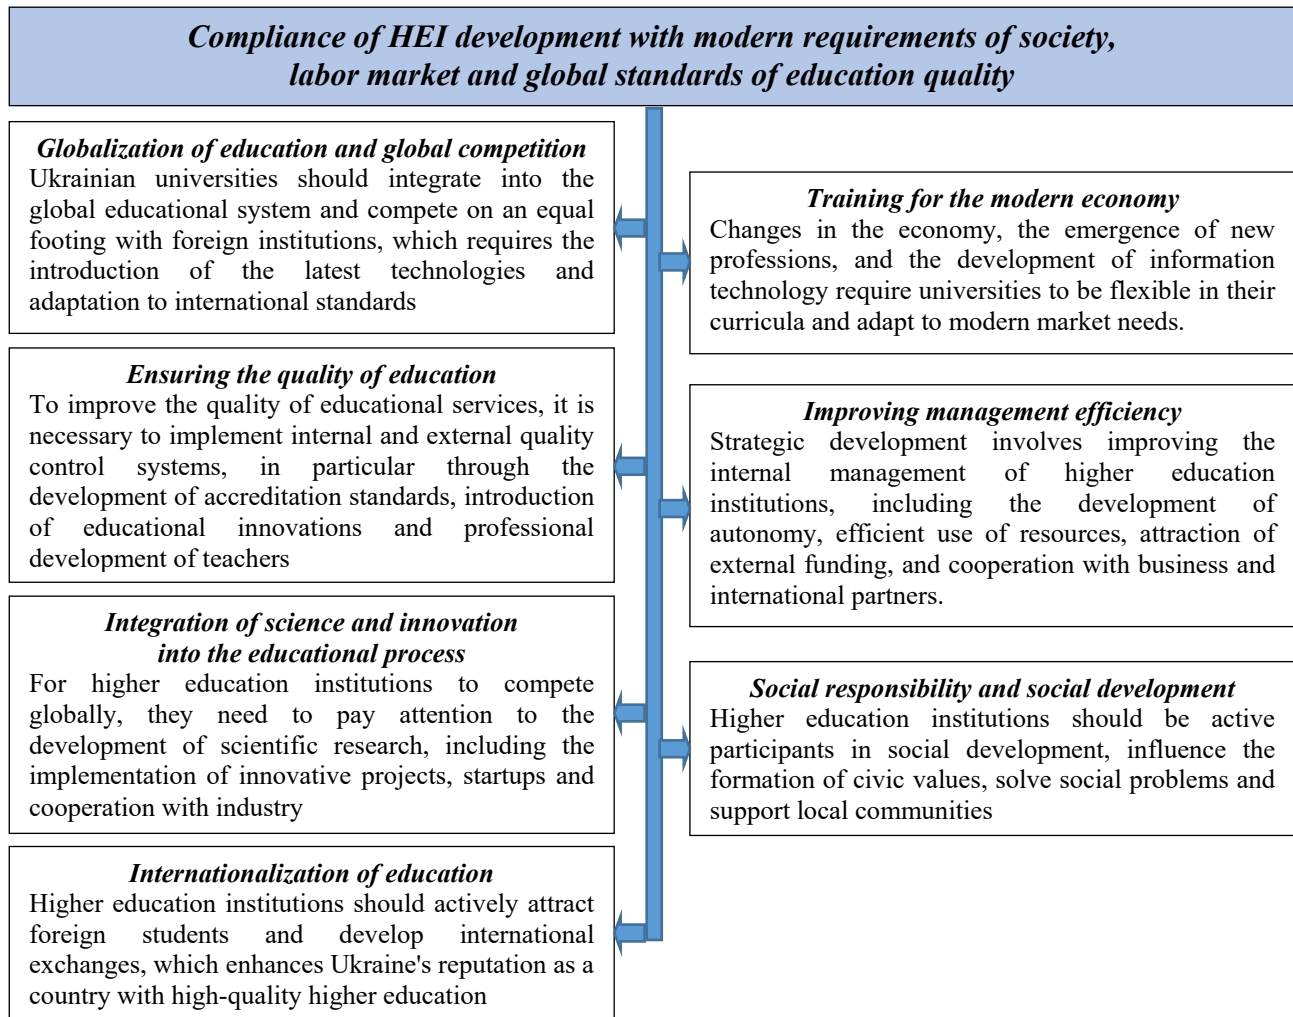 Compliance of HEI development with modern requirements of society,
labor market and global standards of education quality
Globalization of education and global competition
Ukrainian universities should integrate into the
global educational system and compete on an equal
footing with foreign institutions, which requires the
introduction of the latest technologies and
adaptation to international standards
Ensuring the quality of education
To improve the quality of educational services, it is
necessary to implement internal and external quality
control systems, in particular through the
development of accreditation standards, introduction
of educational innovations and professional
development of teachers
Integration of science and innovation
into the educational process
For higher education institutions to compete
globally, they need to pay attention to the
development of scientific research, including the
implementation of innovative projects, startups and
cooperation with industry
Internationalization of education
Higher education institutions should actively attract
foreign students and develop international
exchanges, which enhances Ukraine's reputation as a
country with high-quality higher education
Training for the modern economy
Changes in the economy, the emergence of new
professions, and the development of information
technology require universities to be flexible in their
curricula and adapt to modern market needs.
Improving management efficiency
Strategic development involves improving the
internal management of higher education
institutions, including the development of
autonomy, efficient use of resources, attraction of
external funding, and cooperation with business and
international partners.
Social responsibility and social development
Higher education institutions should be active
participants in social development, influence the
formation of civic values, solve social problems and
support local communities